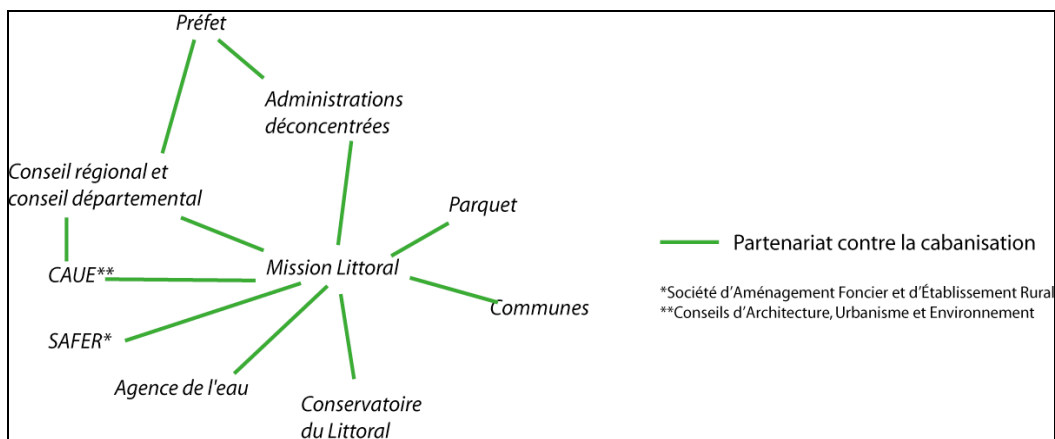 Préfet
Administrations
déconcentrées
Conseil régional et
conseil départemental
Parquet
Partenariat contre la cabanisation
CAUE**
Mission Littoral
*Société d'Aménagement Foncier et d'Établissement Rural
Communes
**Conseils d'Architecture, Urbanisme et Environnement
SAFER*
Agence de l'eau
Conservatoire
du Littoral